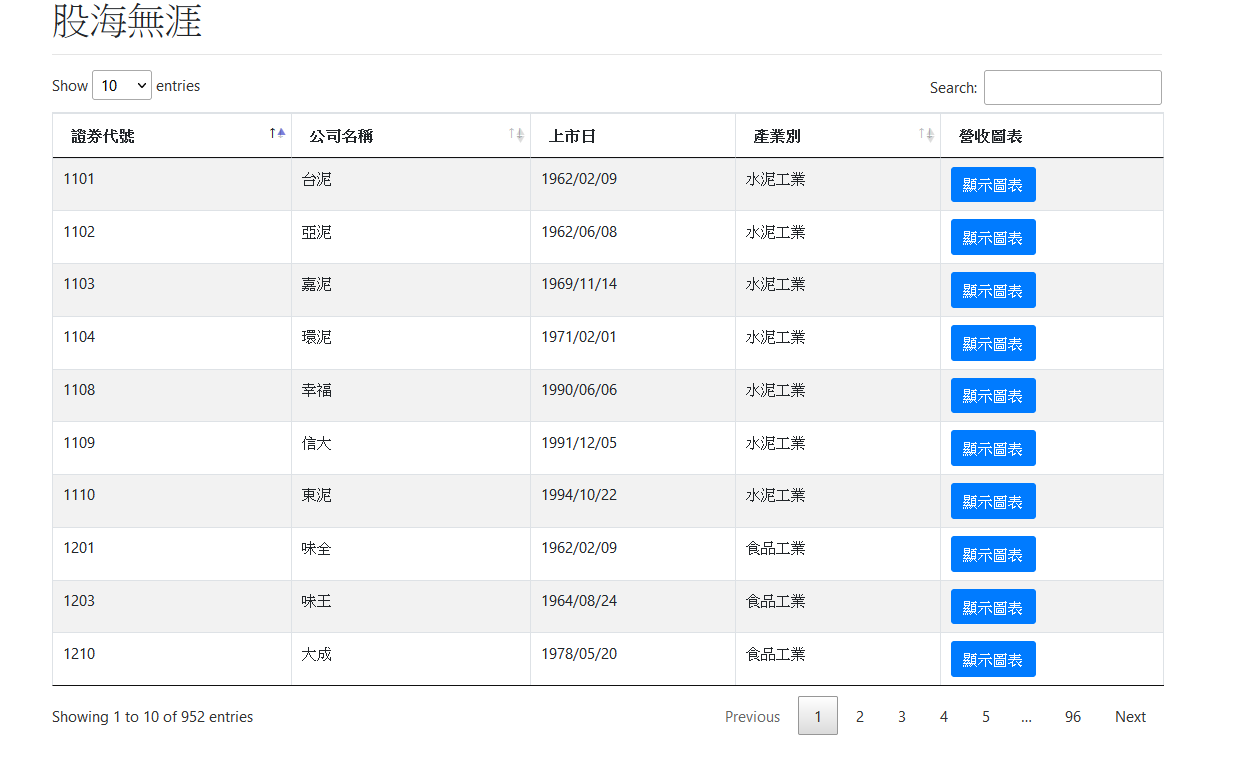 股海無涯
Show 10 entries Search:
證券代號 公司名稱 上市日 產業別 營收圖表
1101 台泥 1962/02/09 水泥工業 顯示圖表
1102 亞泥 1962/06/08 水泥工業 顯示圖表
1103 嘉泥 1969/11/14 水泥工業 顯示圖表
1104 環泥 1971/02/01 水泥工業 顯示圖表
1108 幸福 1990/06/06 水泥工業 顯示圖表
1109 信大 1991/12/05 水泥工業 顯示圖表
1110 東泥 1994/10/22 水泥工業 顯示圖表
1201 味全 1962/02/09 食品工業 顯示圖表
1203 味王 1964/08/24 食品工業 顯示圖表
1210 大成 1978/05/20 食品工業 顯示圖表
Showing 1 to 10 of 952 entries Previous 1 2 3 4 5 … 96 Next